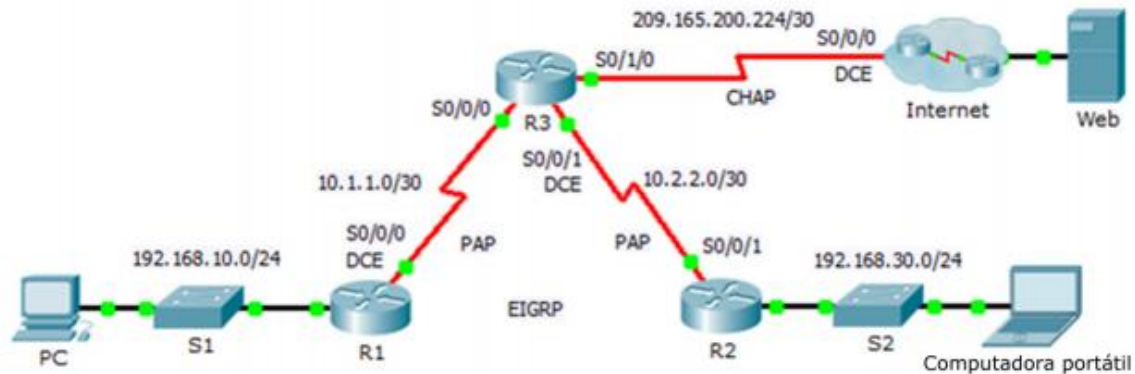 209.165.200.224/30
S0/0/0
S0/1/0
DCE
CHAP
Internet
Web
S0/0/0
R3
S0/0/1
DCE
10.1.1.0/30
10.2.2.0/30
S0/0/0
DCE
PAP
PAP
S0/0/1
192.168.10.0/24
192.168.30.0/24
EIGRP
PC
S1
R1
R2
S2
Computadora portátil